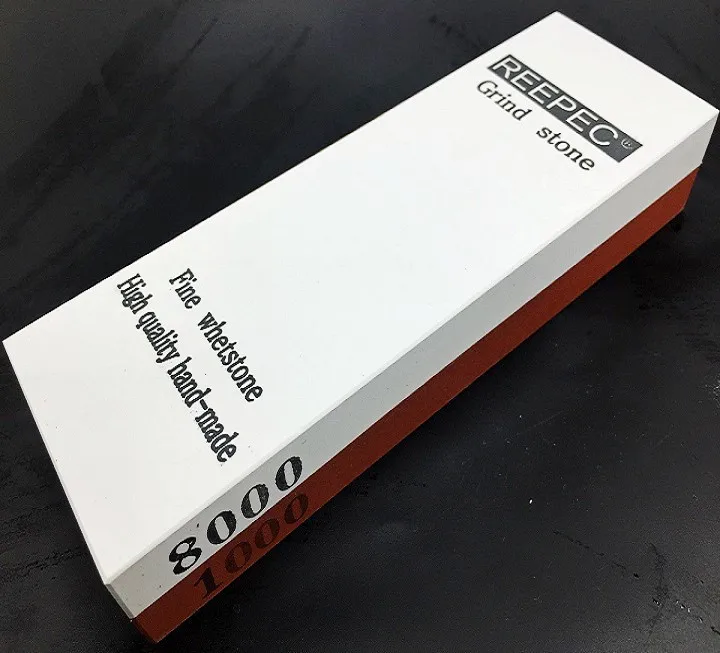 REEPEC®
Grind stone
Fine whetstone
High quality hand-made
8000
1000